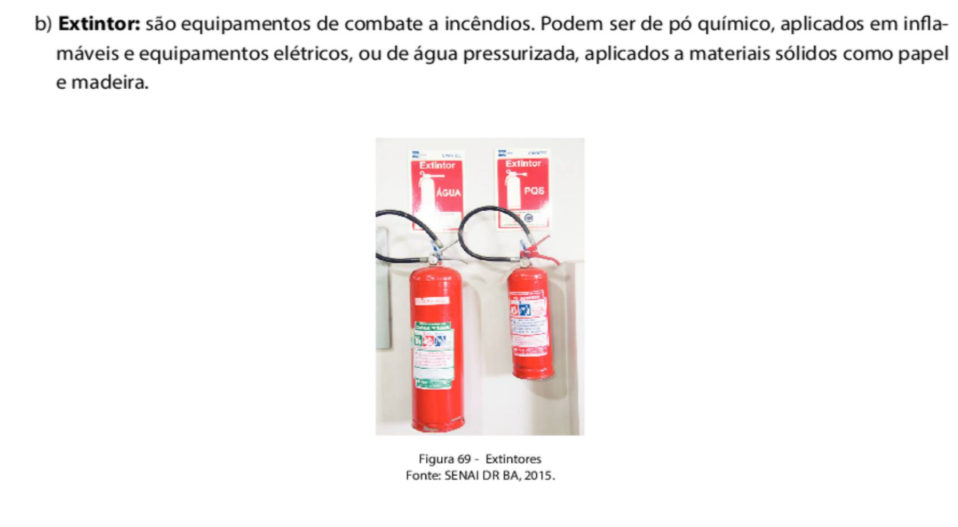 b) Extintor: são equipamentos de combate a incêndios. Podem ser de pó químico, aplicados em infla-
máveis e equipamentos elétricos, ou de água pressurizada, aplicados a materiais sólidos como papel
e madeira.
Extintor
ÁGUA
Extintor
PQS
Figura 69 - Extintores
Fonte: SENAI DR BA, 2015.